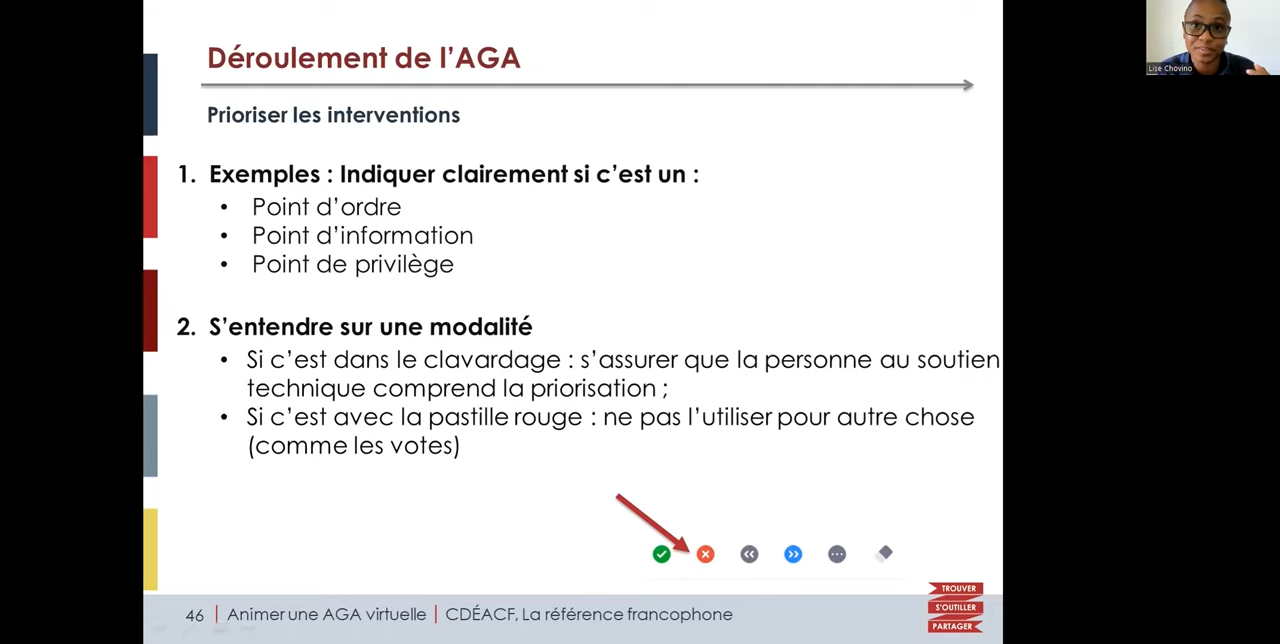 Déroulement de l’AGA
Lise Chovino
Prioriser les interventions
1. Exemples : Indiquer clairement si c’est un :
• Point d’ordre
• Point d’information
• Point de privilège
2. S’entendre sur une modalité
• Si c’est dans le clavardage : s’assurer que la personne au soutien
technique comprend la priorisation ;
• Si c’est avec la pastille rouge : ne pas l’utiliser pour autre chose
(comme les votes)
TROUVER
S'OUTILLER
PARTAGER
46 | Animer une AGA virtuelle | CDÉACF, La référence francophone